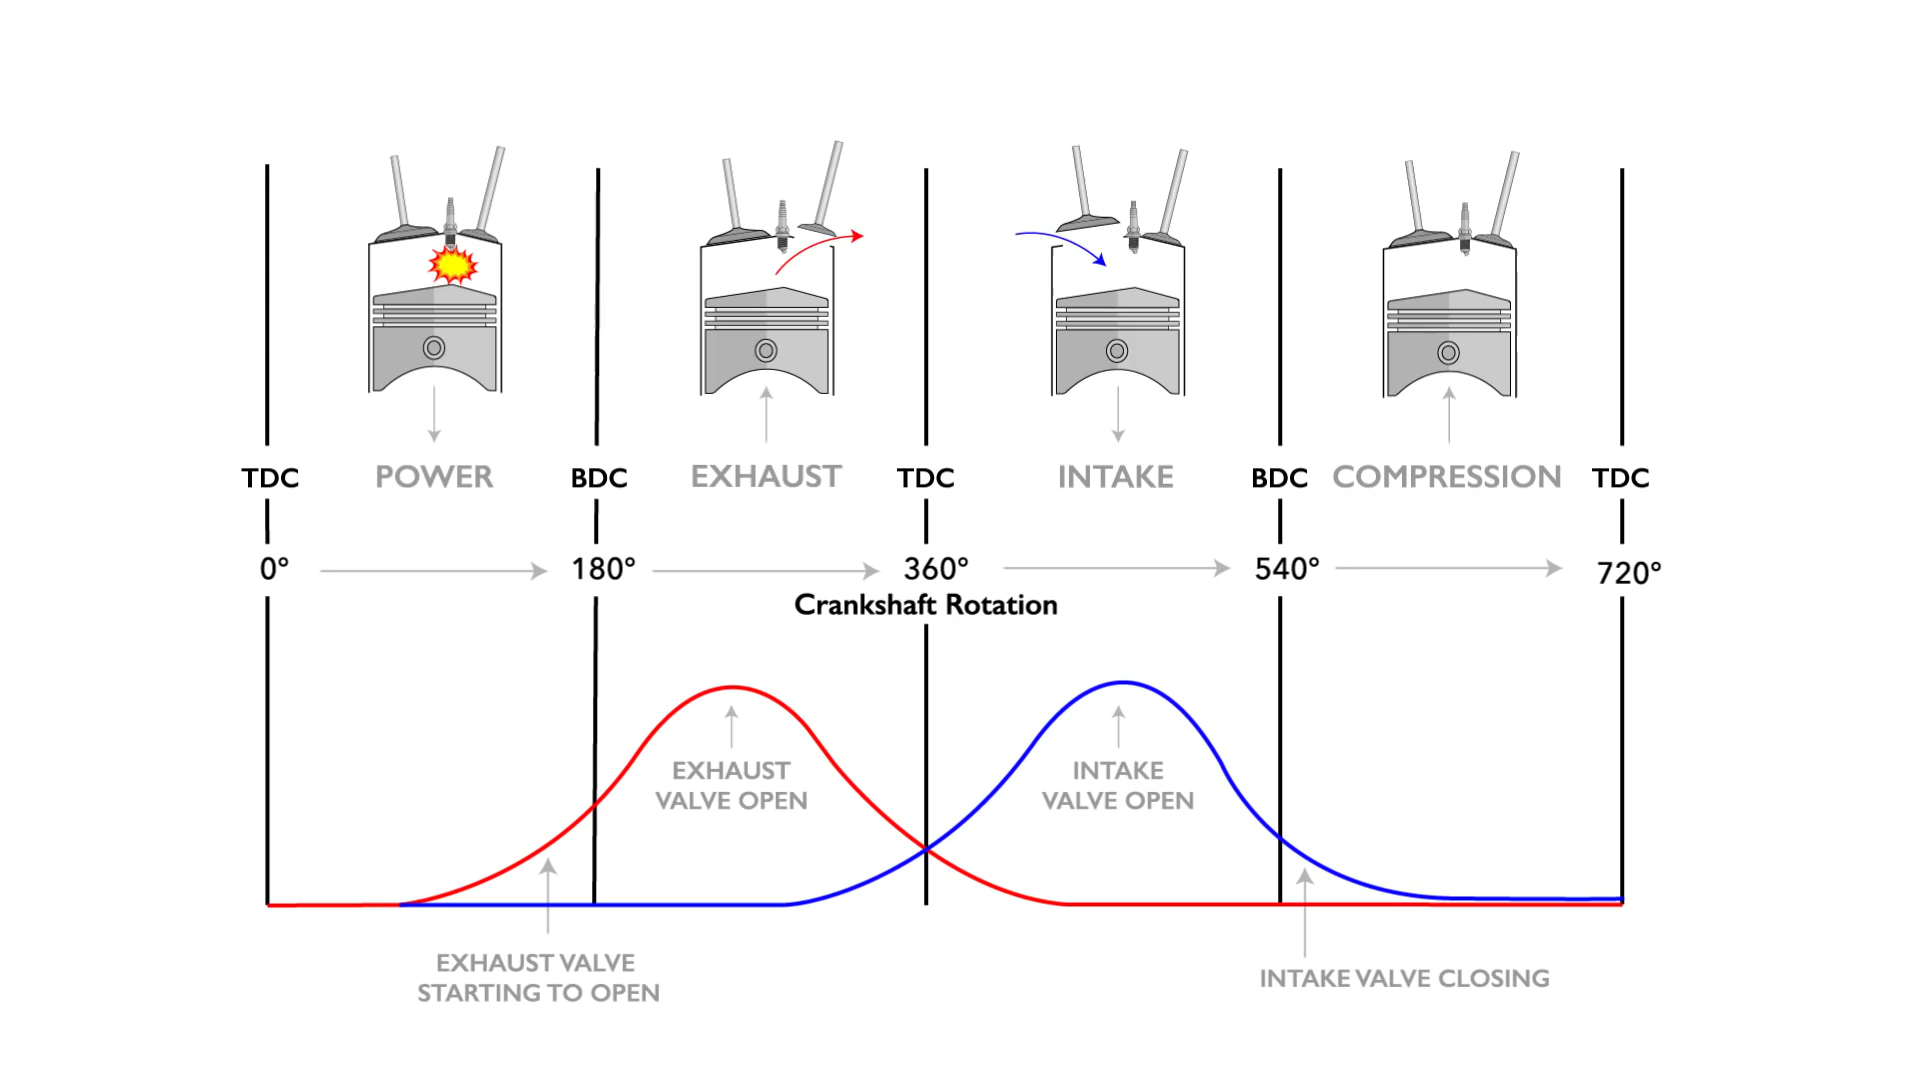 TDC POWER BDC EXHAUST TDC INTAKE BDC COMPRESSION TDC
0° 180° 360° 540° 720°
Crankshaft Rotation
EXHAUST
VALVE OPEN
INTAKE
VALVE OPEN
EXHAUST VALVE
STARTING TO OPEN
INTAKE VALVE CLOSING